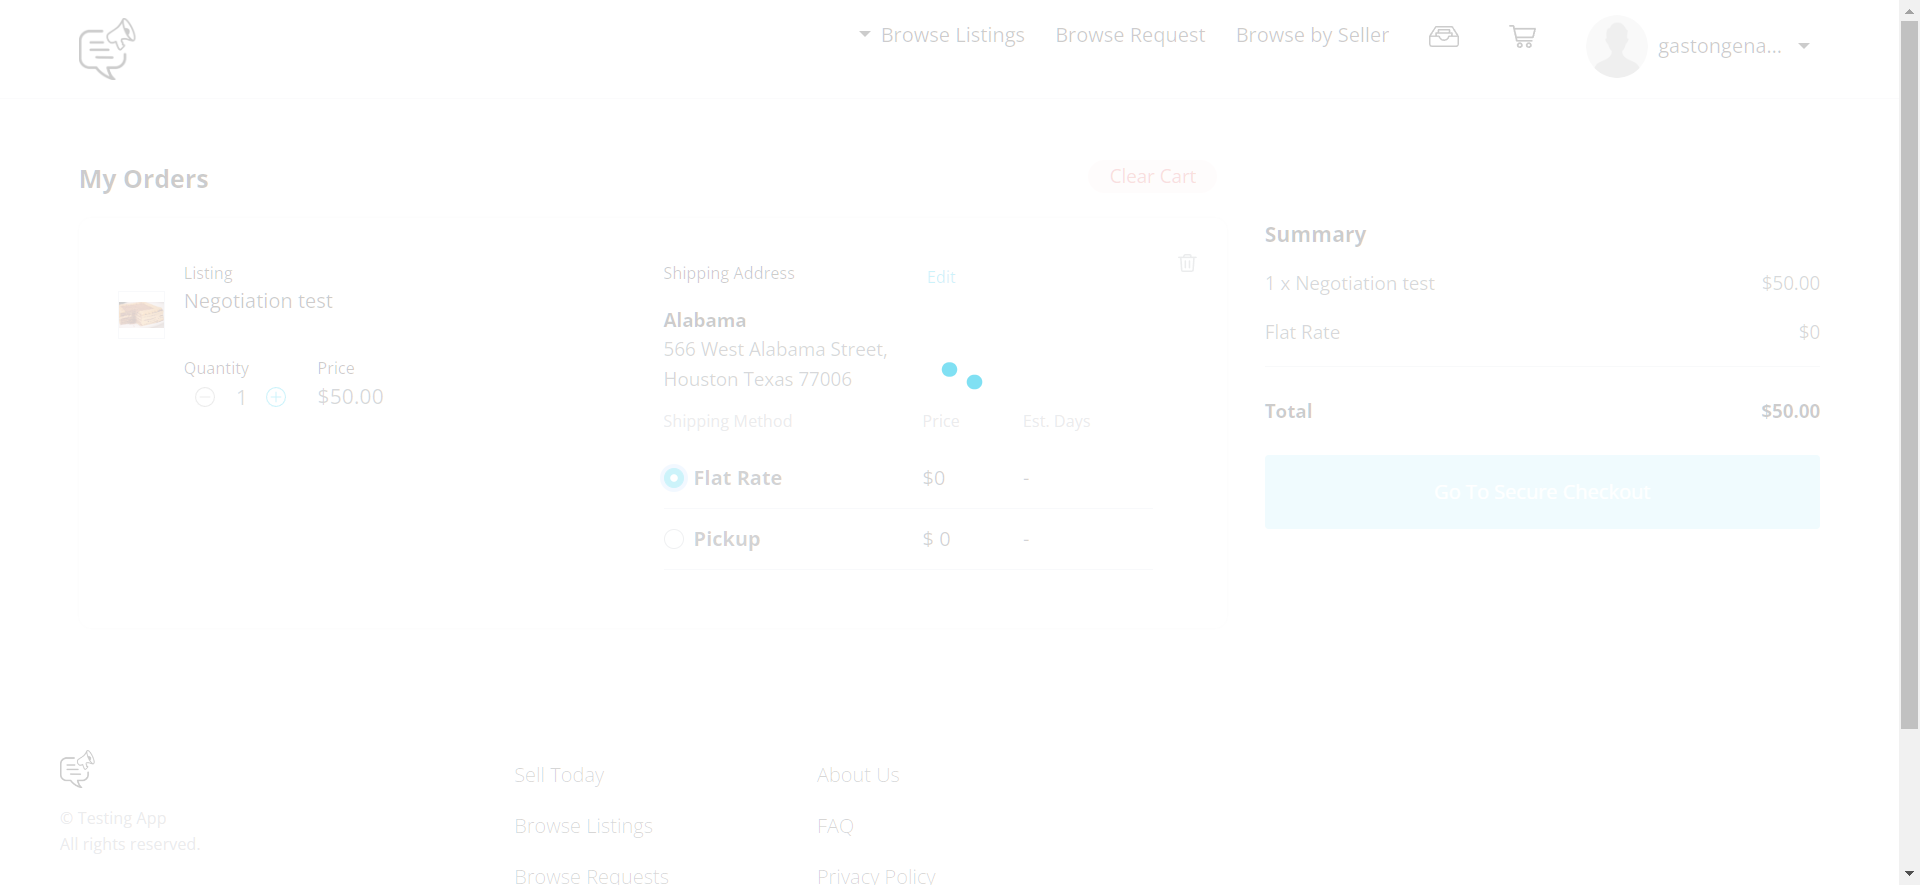 Browse Listings
Browse Request
Browse by Seller
gastongena...
My Orders
Clear Cart
Listing
Negotiation test
Quantity
Price
1
$50.00
Shipping Address
Edit
Alabama
566 West Alabama Street,
Houston Texas 77006
Shipping Method
Price
Est. Days
Flat Rate
$0
-
Pickup
$ 0
-
Summary
1 x Negotiation test
$50.00
Flat Rate
$0
Total
$50.00
Go To Secure Checkout
© Testing App
All rights reserved.
Sell Today
Browse Listings
Browse Requests
About Us
FAQ
Privacy Policy